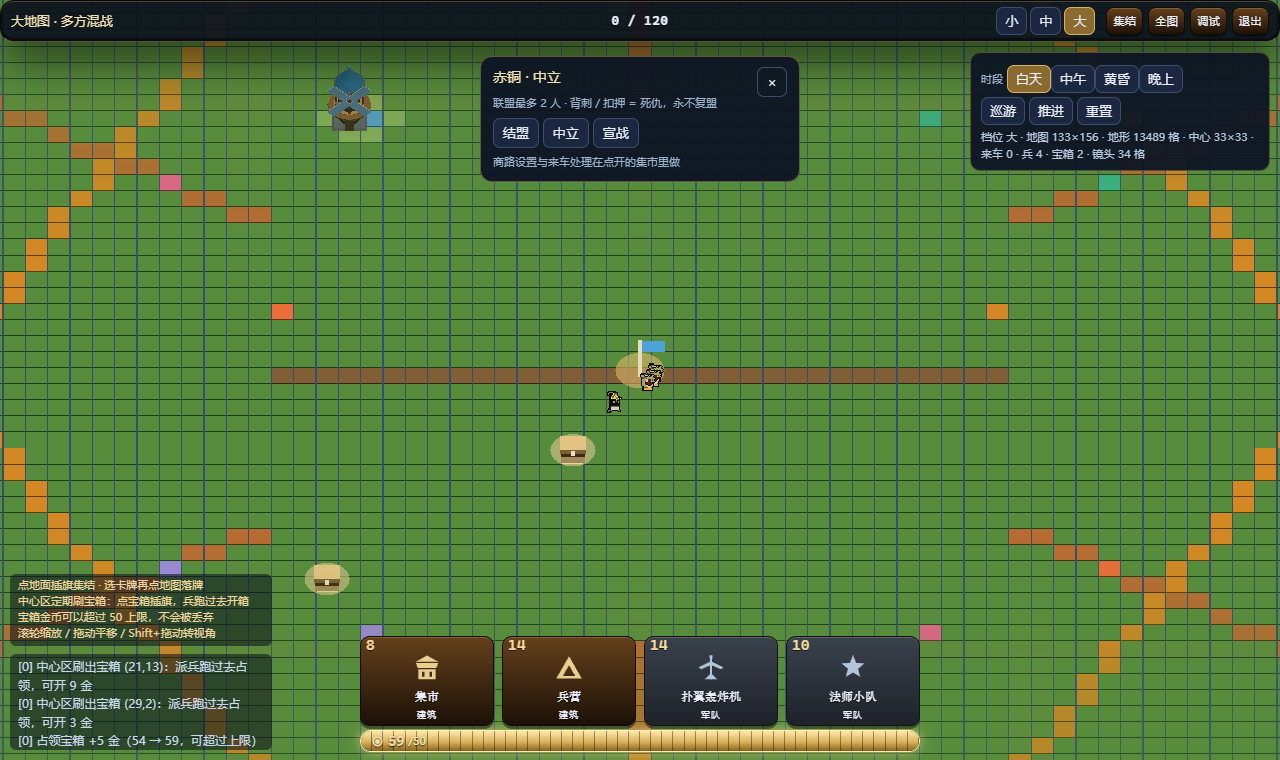 大地图 · 多方混战
0 / 120
小 中 大 集结 全图 调试 退出
赤铜 · 中立
×
联盟最多 2 人 · 背刺 / 扣押 = 死仇，永不复盟
结盟 中立 宣战
商路设置与来车处理在点开的集市里做
时段 白天 中午 黄昏 晚上
巡游 推进 重置
档位 大 · 地图 133×156 · 地形 13489 格 · 中心 33×33 ·
来车 0 · 兵 4 · 宝箱 2 · 镜头 34 格
点地面插旗集结 · 选卡牌再点地图落牌
中心区定期刷宝箱：点宝箱插旗，兵跑过去开箱
宝箱金币可以超过 50 上限，不会被丢弃
滚轮缩放 / 拖动平移 / Shift+拖动转视角
[0] 中心区刷出宝箱 (21,13)：派兵跑过去占
领，可开 9 金
[0] 中心区刷出宝箱 (29,2)：派兵跑过去占
领，可开 3 金
[0] 占领宝箱 +5 金（54 → 59，可超过上限）
8
集市
建筑
14
兵营
建筑
14
扑翼轰炸机
军队
10
法师小队
军队
59 /50